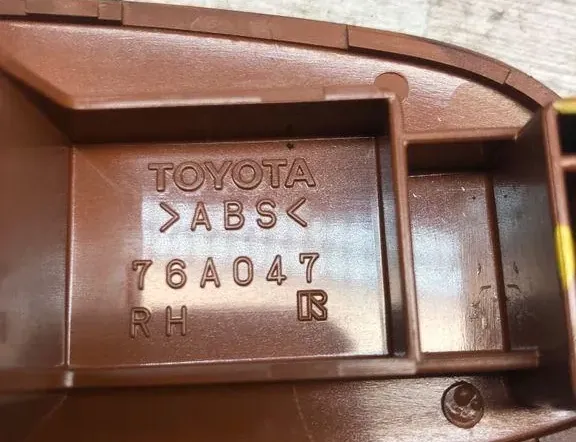 TOYOTA
>ABS<
76A047
RH R